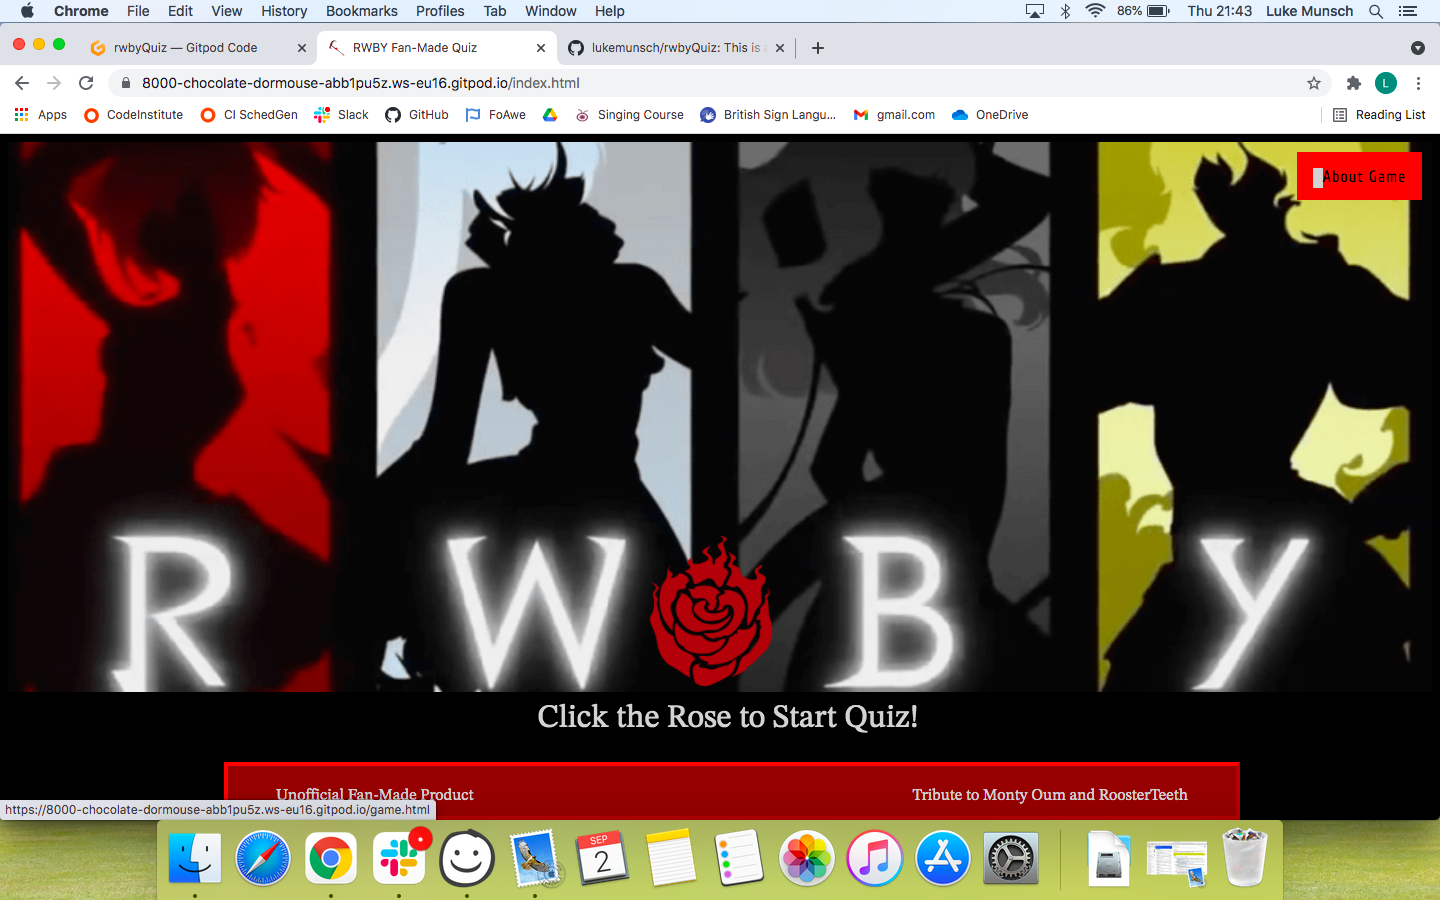 Chrome File Edit View History Bookmarks Profiles Tab Window Help 86% Thu 21:43 Luke Munsch
rwbyQuiz — Gitpod Code RWBY Fan-Made Quiz lukemunsch/rwbyQuiz: This is
8000-chocolate-dormouse-abb1pu5z.ws-eu16.gitpod.io/index.html L
Apps CodeInstitute CI SchedGen Slack GitHub FoAwe Singing Course British Sign Langu... gmail.com OneDrive Reading List
About Game
R W B Y
Click the Rose to Start Quiz!
Unofficial Fan-Made Product Tribute to Monty Oum and RoosterTeeth
https://8000-chocolate-dormouse-abb1pu5z.ws-eu16.gitpod.io/game.html
SEP
2